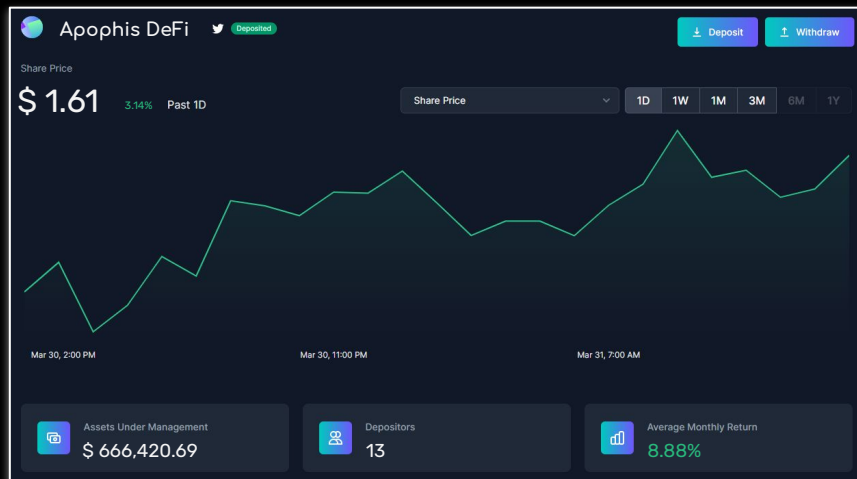 Apophis DeFi Deposited Deposit Withdraw
Share Price
$ 1.61 3.14% Past 1D Share Price 1D 1W 1M 3M 6M 1Y
Mar 30, 2:00 PM Mar 30, 11:00 PM Mar 31, 7:00 AM
Assets Under Management
$ 666,420.69
Depositors
13
Average Monthly Return
8.88%